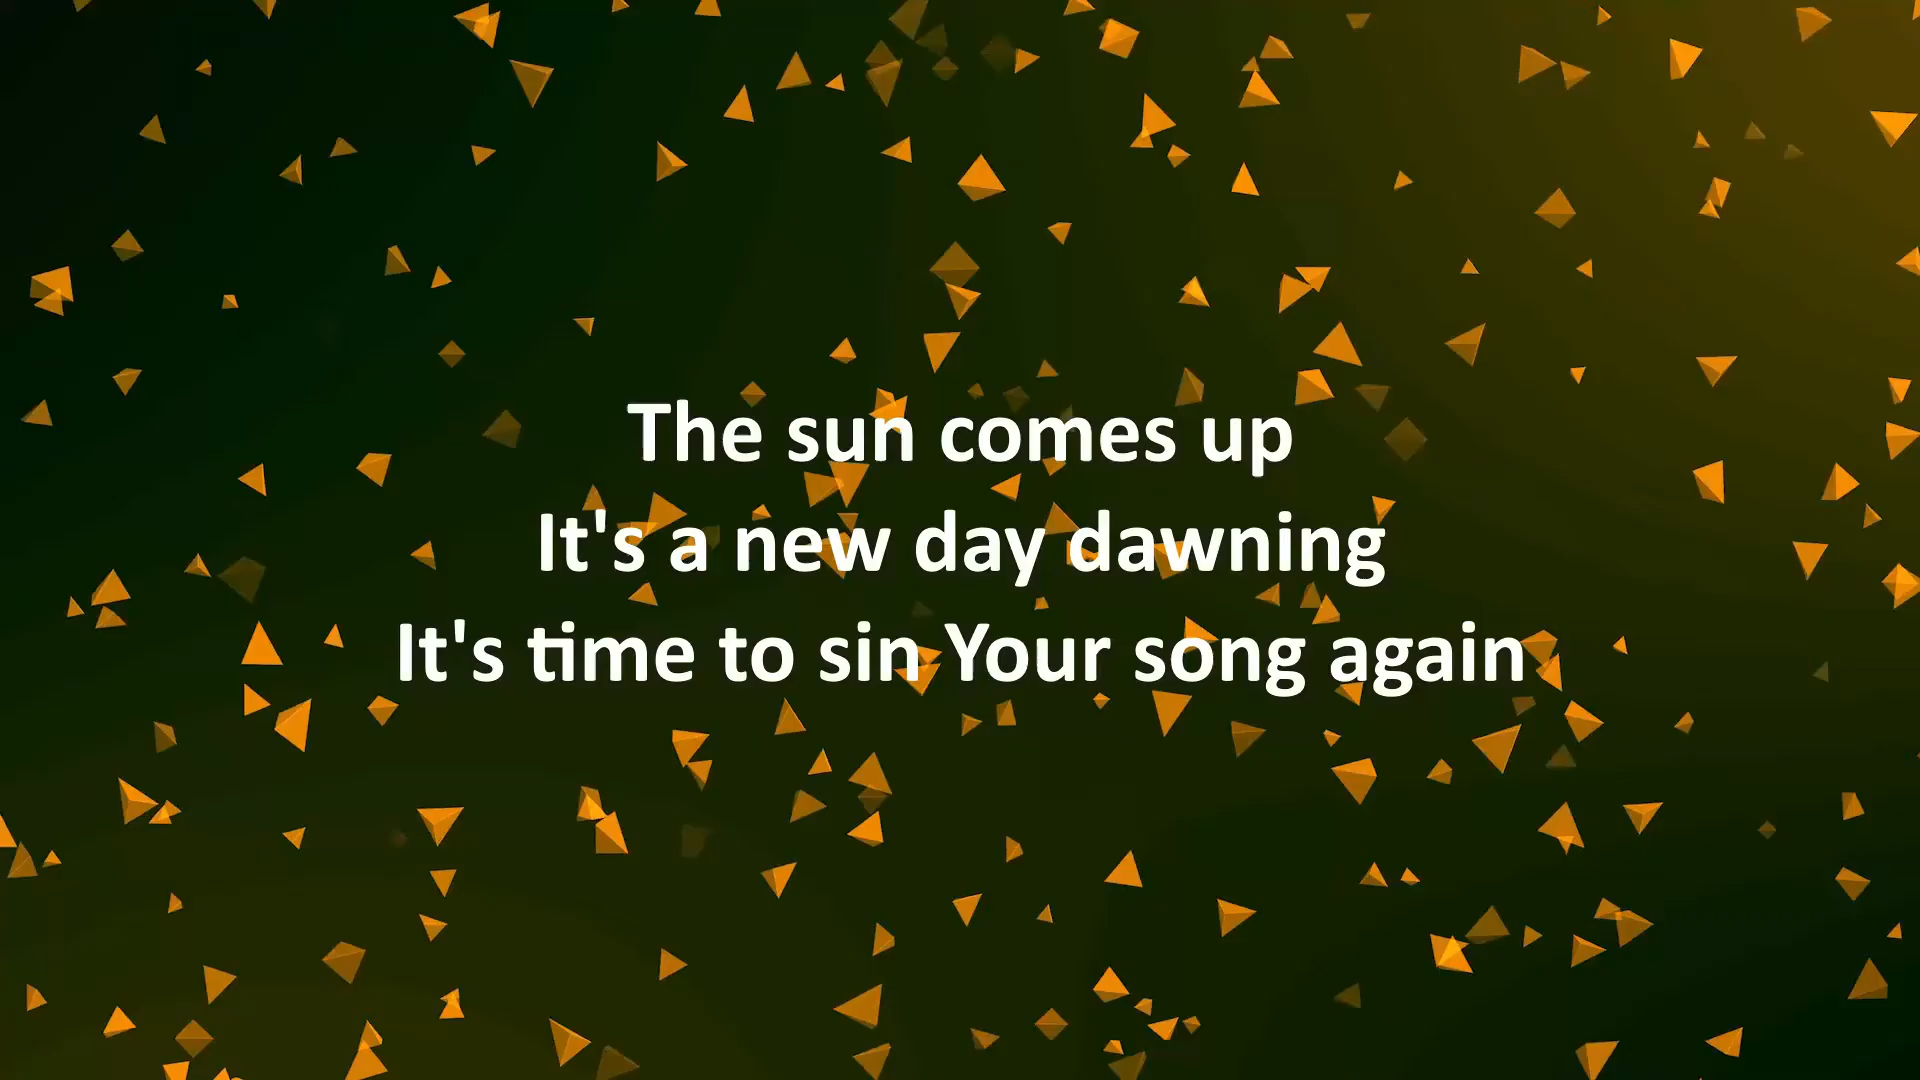 The sun comes up
It's a new day dawning
It's time to sin Your song again